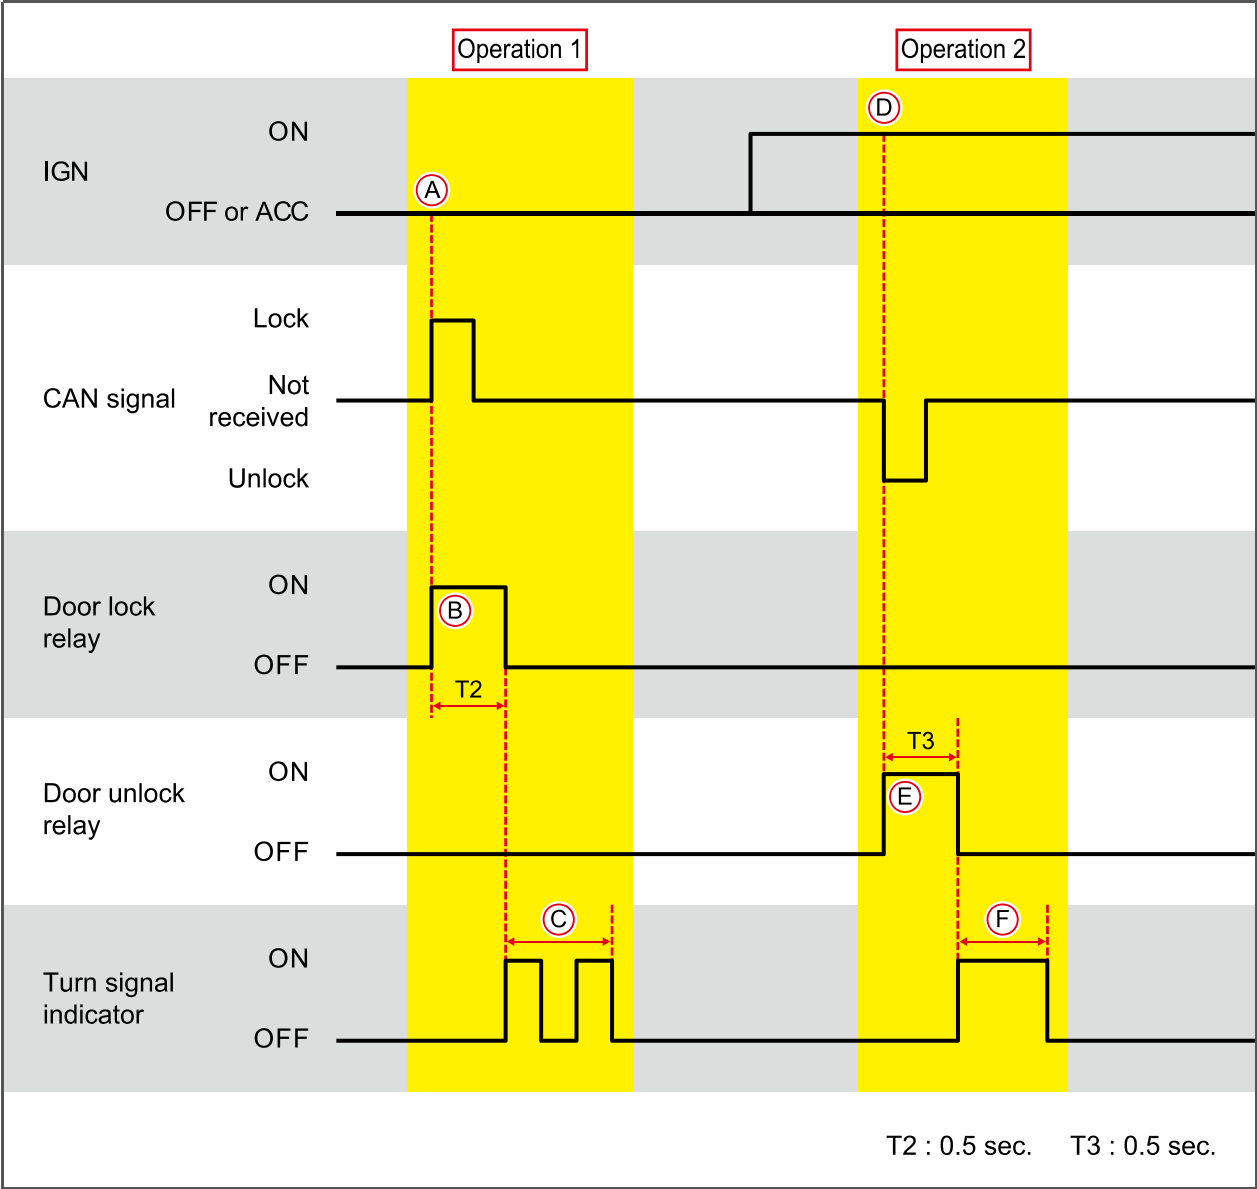 Operation 1
Operation 2
IGN
ON
OFF or ACC
A
D
CAN signal
Lock
Not
received
Unlock
Door lock
relay
ON
OFF
B
T2
Door unlock
relay
ON
OFF
T3
E
Turn signal
indicator
ON
OFF
C
F
T2 : 0.5 sec.
T3 : 0.5 sec.